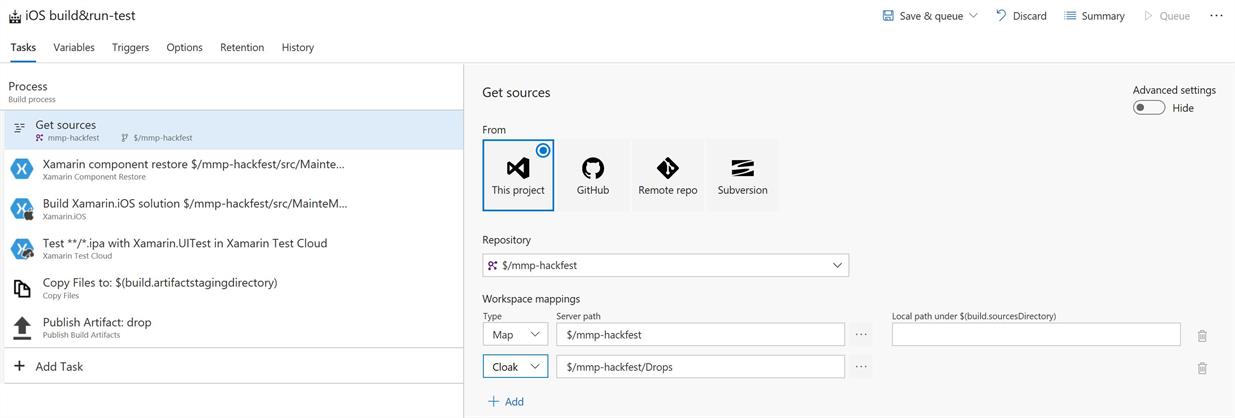 iOS build&run-test
Save & queue
Discard
Summary
Queue
Tasks
Variables
Triggers
Options
Retention
History
Process
Build process
Get sources
mmp-hackfest
$/mmp-hackfest
Xamarin component restore $/mmp-hackfest/src/Mainte...
Xamarin Component Restore
Build Xamarin.iOS solution $/mmp-hackfest/src/MainteM...
Xamarin.iOS
Test **/*.ipa with Xamarin.UITest in Xamarin Test Cloud
Xamarin Test Cloud
Copy Files to: $(build.artifactstagingdirectory)
Copy Files
Publish Artifact: drop
Publish Build Artifacts
Add Task
Get sources
Advanced settings
Hide
From
This project
GitHub
Remote repo
Subversion
Repository
$/mmp-hackfest
Workspace mappings
Type
Server path
Local path under $(build.sourcesDirectory)
Map
$/mmp-hackfest
Cloak
$/mmp-hackfest/Drops
Add